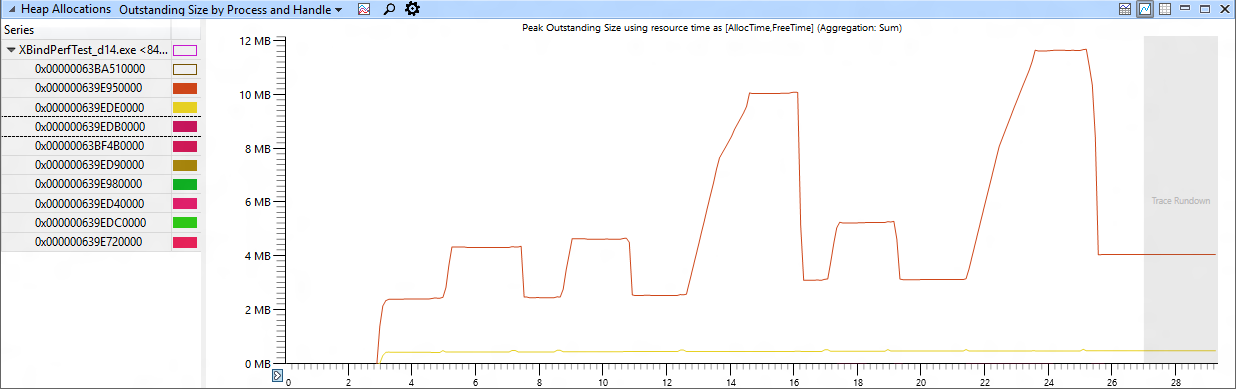 Heap Allocations Outstanding Size by Process and Handle
Series
XBindPerfTest_d14.exe <84...
0x00000063BA510000
0x000000639E950000
0x000000639EDE0000
0x000000639EDB0000
0x00000063BF4B0000
0x000000639ED90000
0x000000639E980000
0x000000639ED40000
0x000000639EDC0000
0x000000639E720000
Peak Outstanding Size using resource time as [AllocTime,FreeTime] (Aggregation: Sum)
12 MB
10 MB
8 MB
6 MB
4 MB
2 MB
0 MB
Trace Rundown
0 2 4 6 8 10 12 14 16 18 20 22 24 26 28